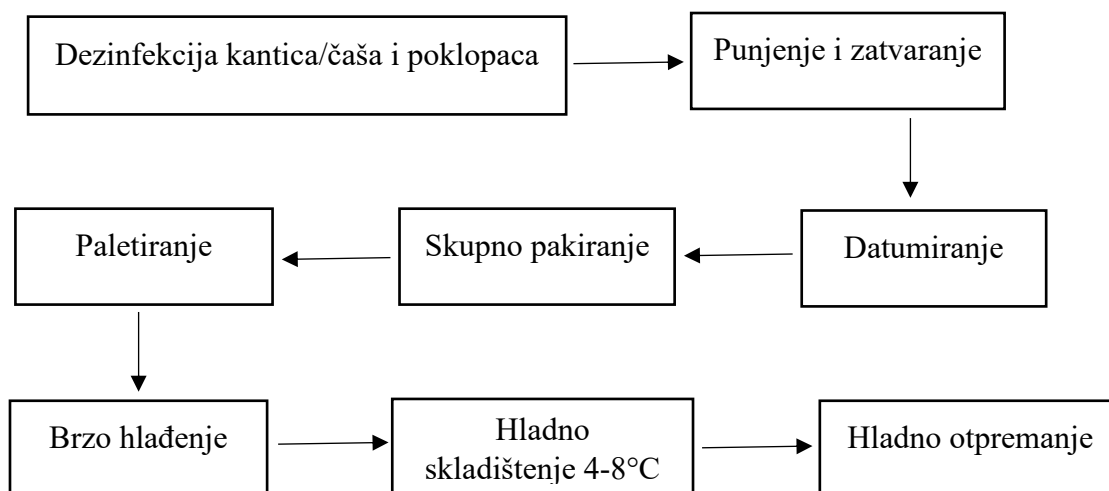 Dezinfekcija kantica/čaša i poklopaca
Punjenje i zatvaranje
Datumiranje
Skupno pakiranje
Paletiranje
Brzo hlađenje
Hladno
skladištenje 4-8°C
Hladno otpremanje